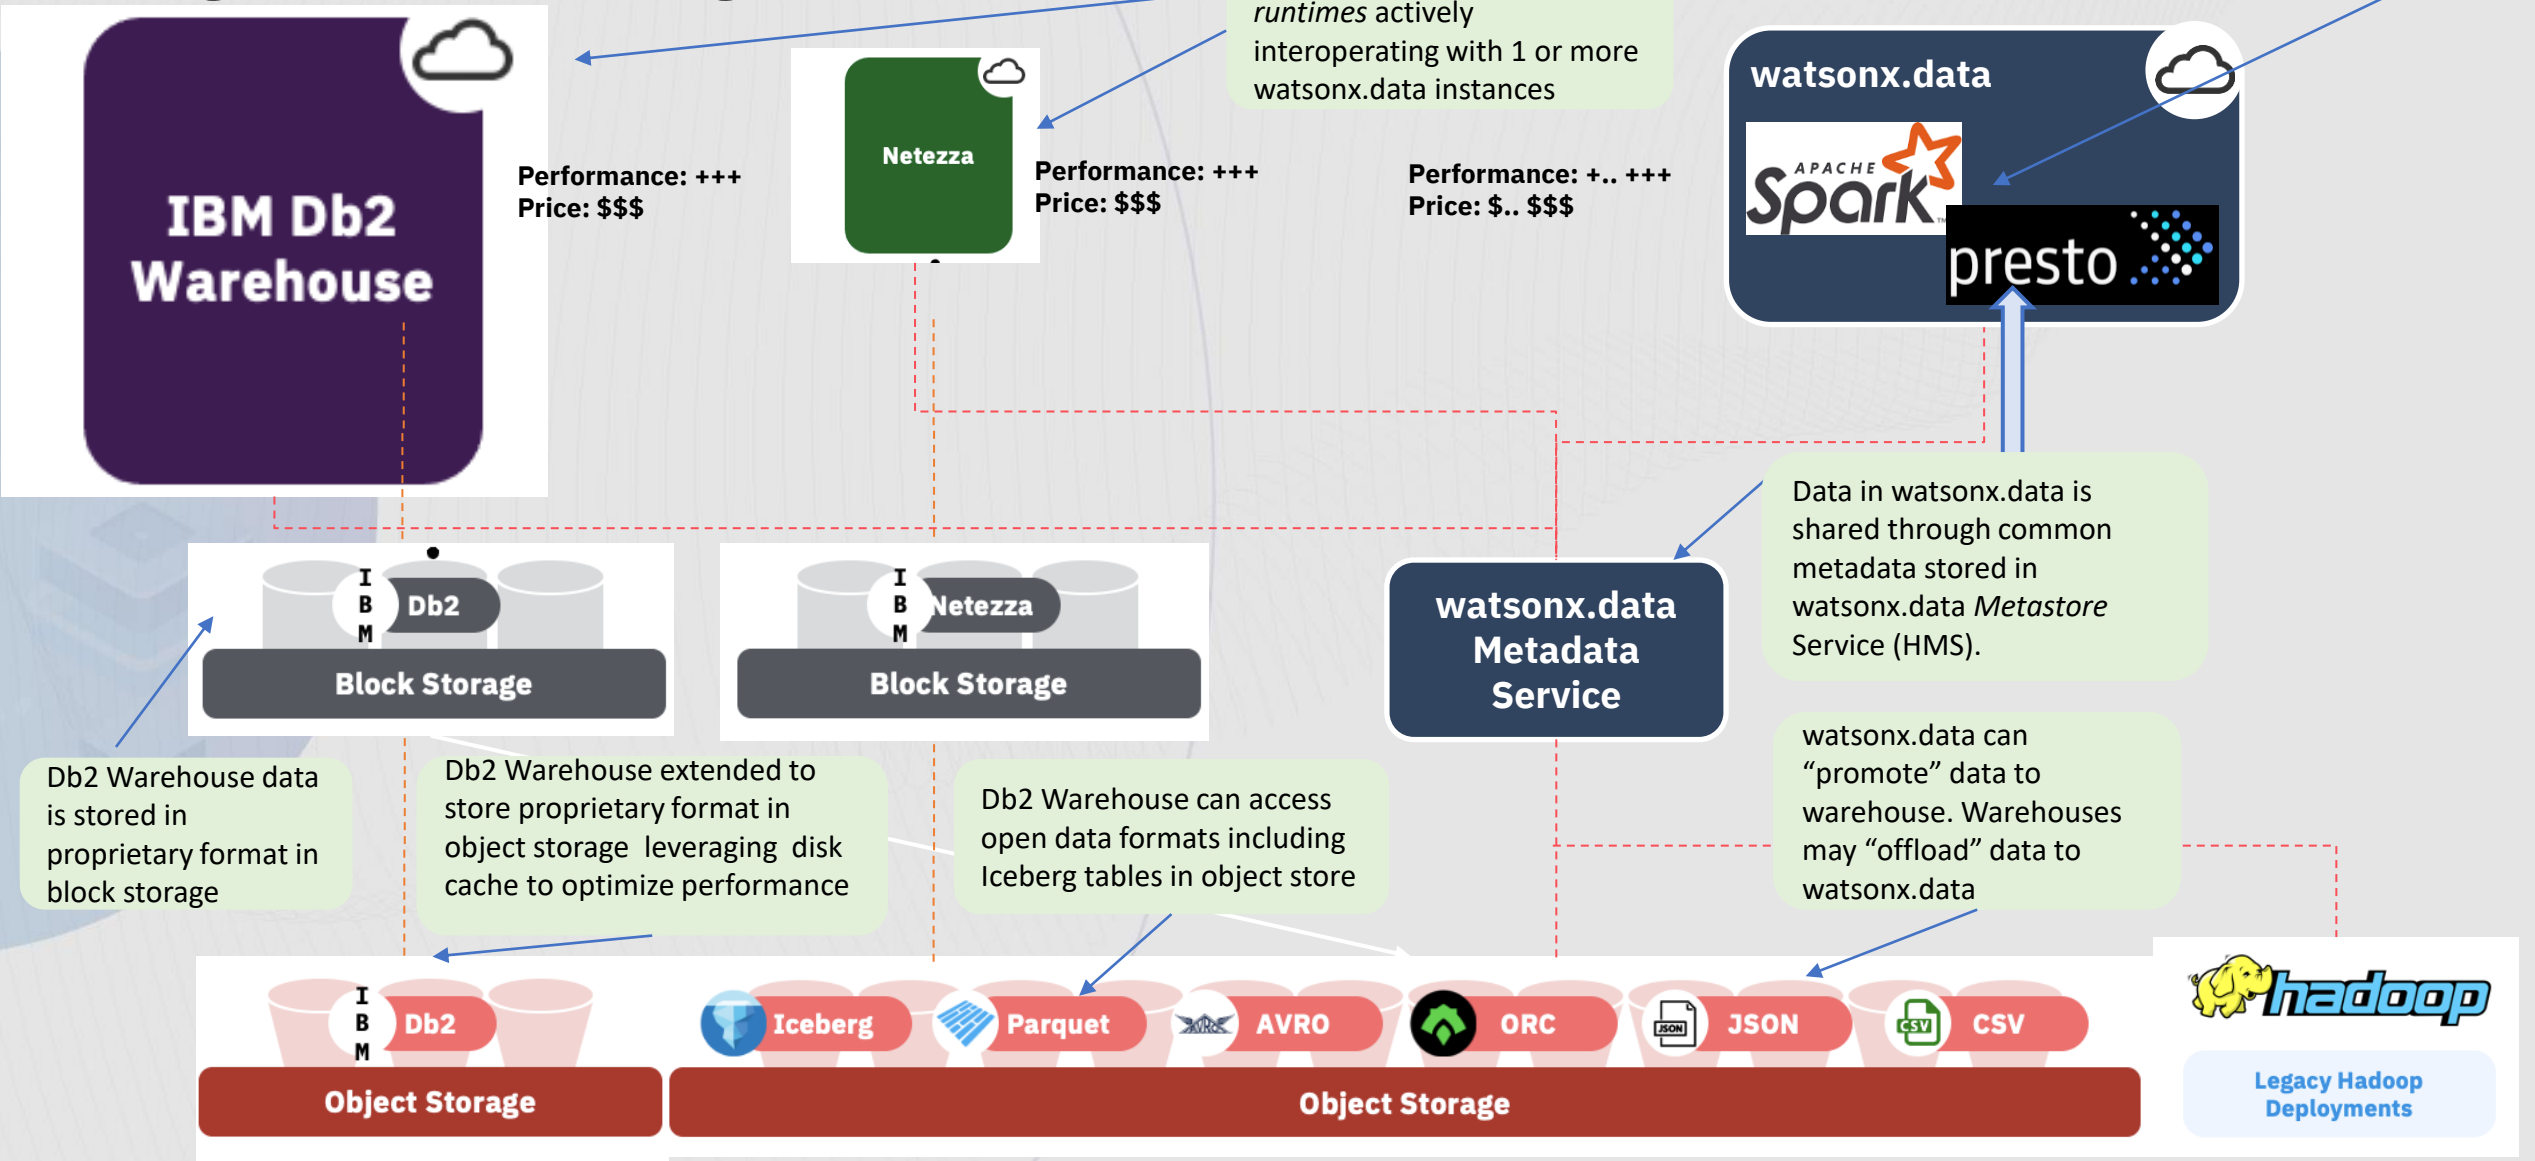 runtimes actively
interoperating with 1 or more
watsonx.data instances
IBM Db2
Warehouse
Performance: +++
Price: $$$
Netezza
Performance: +++
Price: $$$
Performance: +.. +++
Price: $.. $$$
watsonx.data
APACHE
Spark
TM
presto
Data in watsonx.data is
shared through common
metadata stored in
watsonx.data Metastore
Service (HMS).
IBM
Db2
Block Storage
IBM
Netezza
Block Storage
watsonx.data
Metadata
Service
Db2 Warehouse data
is stored in
proprietary format in
block storage
Db2 Warehouse extended to
store proprietary format in
object storage leveraging disk
cache to optimize performance
Db2 Warehouse can access
open data formats including
Iceberg tables in object store
watsonx.data can
“promote” data to
warehouse. Warehouses
may “offload” data to
watsonx.data
IBM
Db2
Object Storage
Iceberg
Parquet
AVRO
ORC
JSON
JSON
CSV
CSV
Object Storage
hadoop
Legacy Hadoop
Deployments